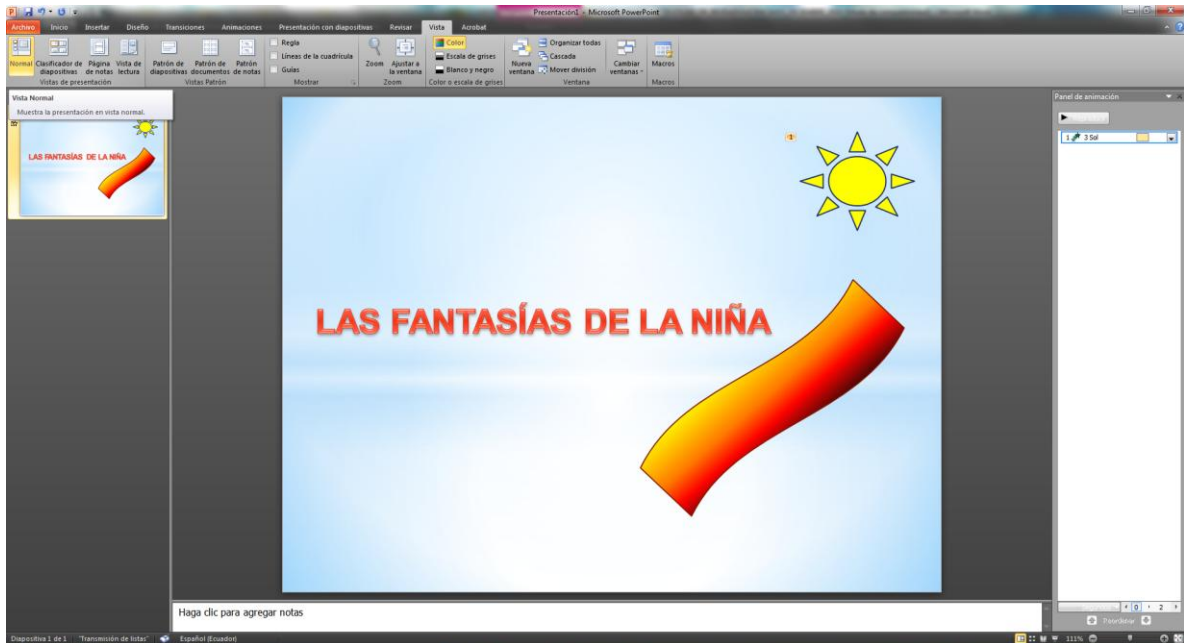 Presentación1 - Microsoft PowerPoint
Archivo Inicio Insertar Diseño Transiciones Animaciones Presentación con diapositivas Revisar Vista Acrobat
Normal
Clasificador de diapositivas
Página de notas
Vista de lectura
Vistas de presentación
Patrón de diapositivas
Patrón de documentos
Patrón de notas
Vistas Patrón
Regla
Líneas de la cuadrícula
Guías
Mostrar
Zoom
Ajustar a la ventana
Zoom
Color
Escala de grises
Blanco y negro
Color o escala de grises
Nueva ventana
Organizar todas
Cascada
Mover división
Cambiar ventanas
Ventana
Macros
Macros
Vista Normal
Muestra la presentación en vista normal.
LAS FANTASÍAS DE LA NIÑA
LAS FANTASÍAS DE LA NIÑA
1
Panel de animación
1 3 Sol
0 2
Reordenar
Haga clic para agregar notas
Diapositiva 1 de 1 "Transmisión de listas" Español (Ecuador) 111%